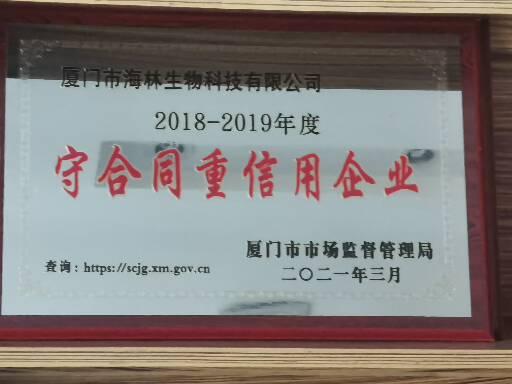 厦门市海林生物科技有限公司
2018-2019年度
守合同重信用企业
厦门市市场监督管理局
查询：https://scjg.xm.gov.cn
二〇二一年三月